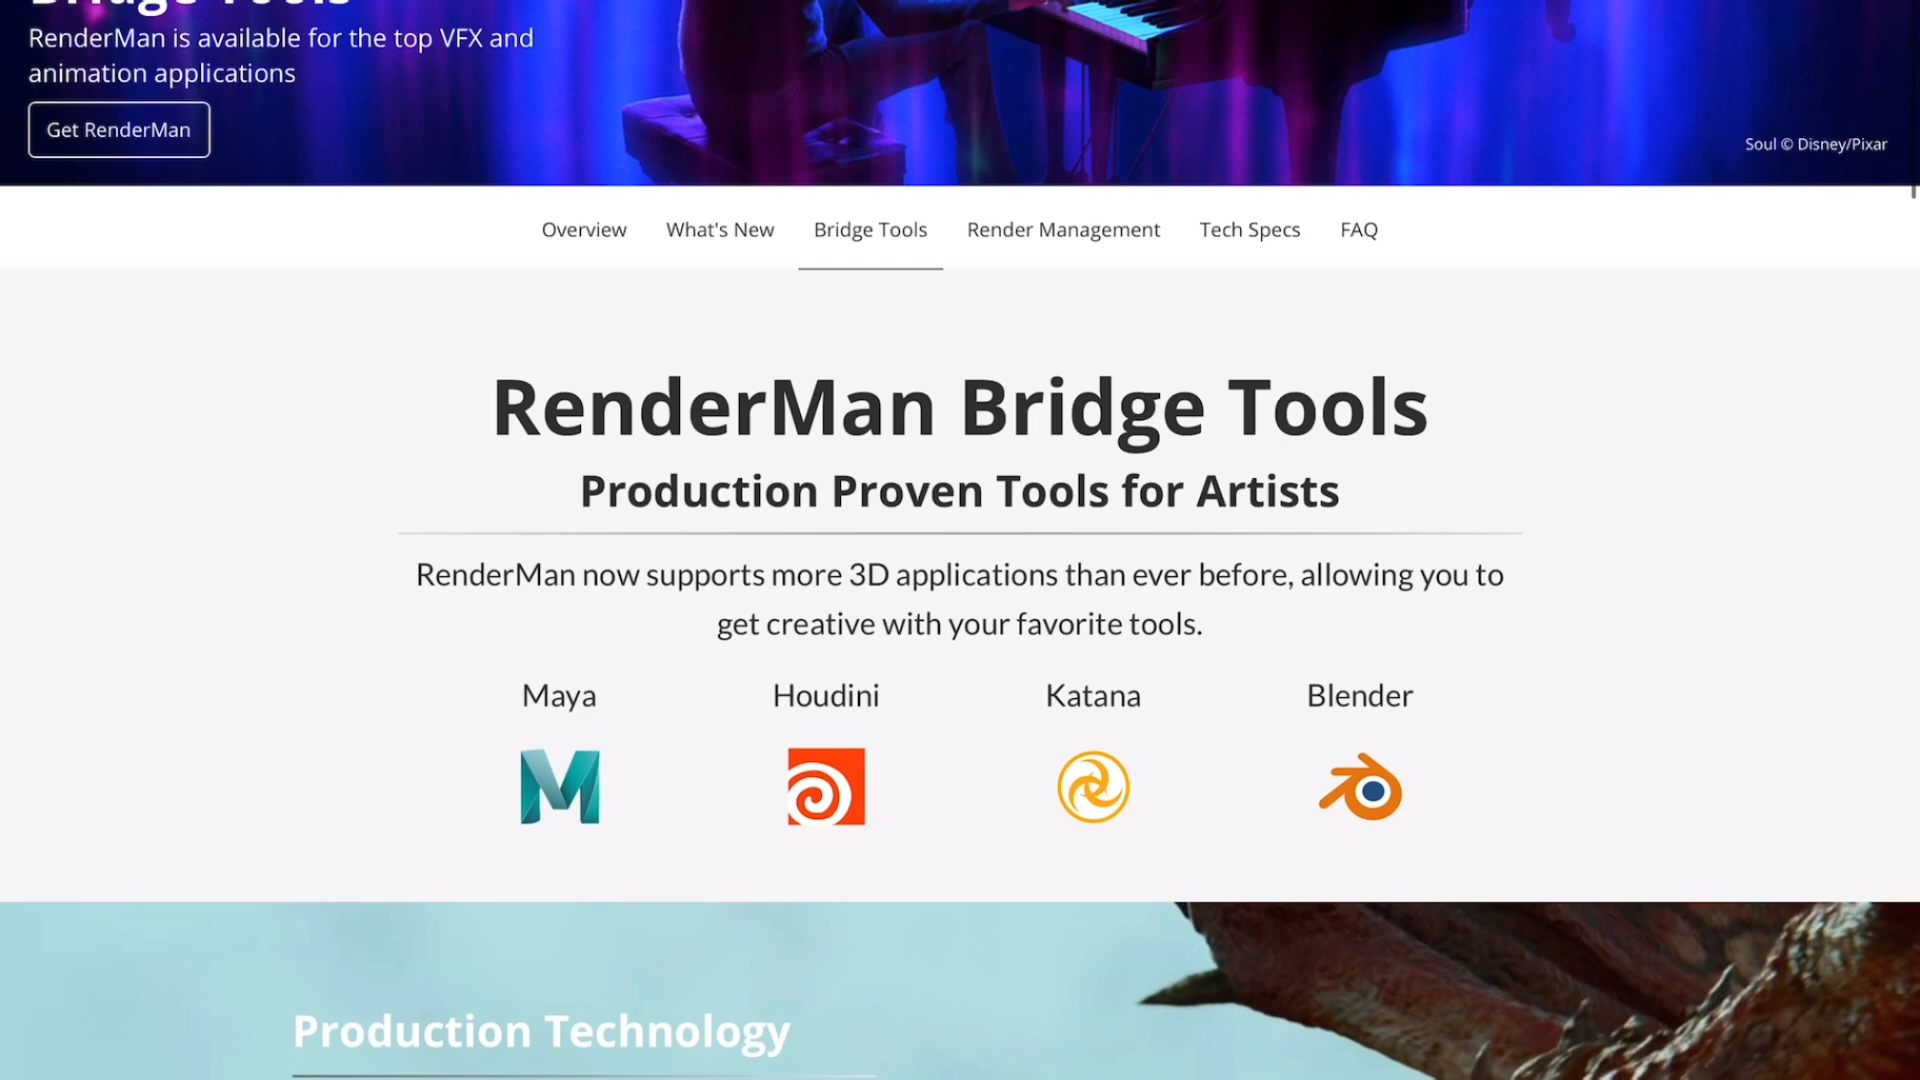 Bridge Tools
RenderMan is available for the top VFX and
animation applications
Get RenderMan
Soul © Disney/Pixar
Overview What's New Bridge Tools Render Management Tech Specs FAQ
RenderMan Bridge Tools
Production Proven Tools for Artists
RenderMan now supports more 3D applications than ever before, allowing you to
get creative with your favorite tools.
Maya Houdini Katana Blender
Production Technology